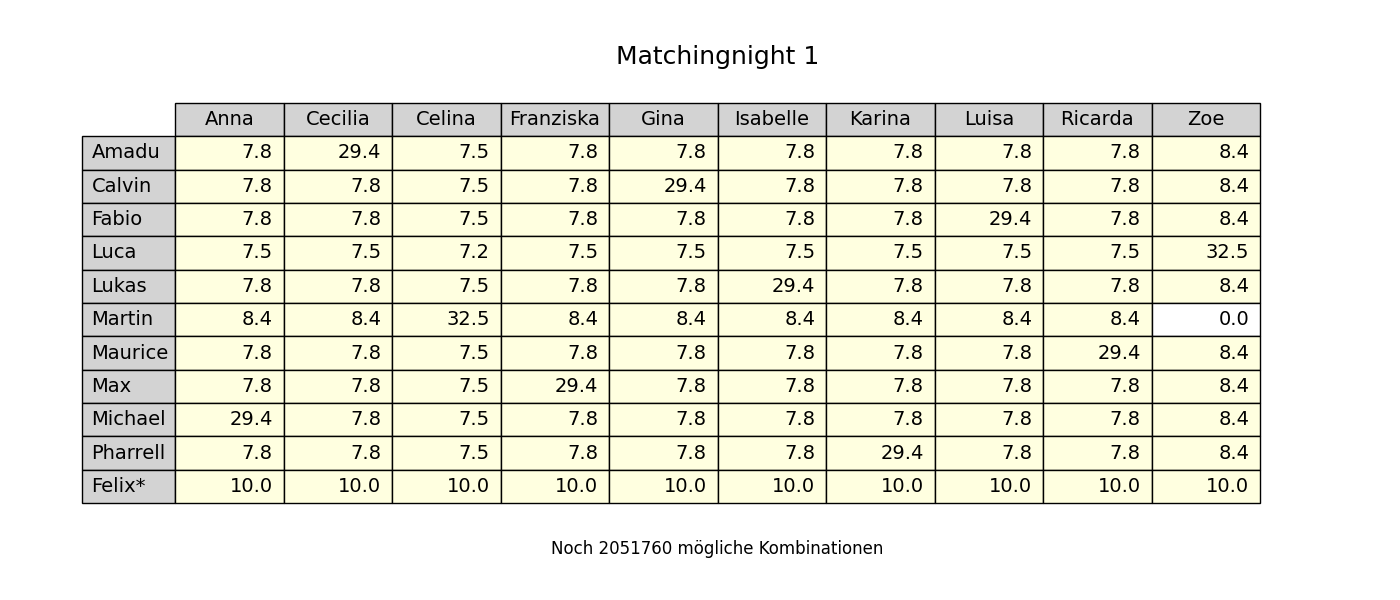 Matchingnight 1
Anna Cecilia Celina Franziska Gina Isabelle Karina Luisa Ricarda Zoe
Amadu 7.8 29.4 7.5 7.8 7.8 7.8 7.8 7.8 7.8 8.4
Calvin 7.8 7.8 7.5 7.8 29.4 7.8 7.8 7.8 7.8 8.4
Fabio 7.8 7.8 7.5 7.8 7.8 7.8 7.8 29.4 7.8 8.4
Luca 7.5 7.5 7.2 7.5 7.5 7.5 7.5 7.5 7.5 32.5
Lukas 7.8 7.8 7.5 7.8 7.8 29.4 7.8 7.8 7.8 8.4
Martin 8.4 8.4 32.5 8.4 8.4 8.4 8.4 8.4 8.4 0.0
Maurice 7.8 7.8 7.5 7.8 7.8 7.8 7.8 7.8 29.4 8.4
Max 7.8 7.8 7.5 29.4 7.8 7.8 7.8 7.8 7.8 8.4
Michael 29.4 7.8 7.5 7.8 7.8 7.8 7.8 7.8 7.8 8.4
Pharrell 7.8 7.8 7.5 7.8 7.8 7.8 29.4 7.8 7.8 8.4
Felix* 10.0 10.0 10.0 10.0 10.0 10.0 10.0 10.0 10.0 10.0
Noch 2051760 mögliche Kombinationen